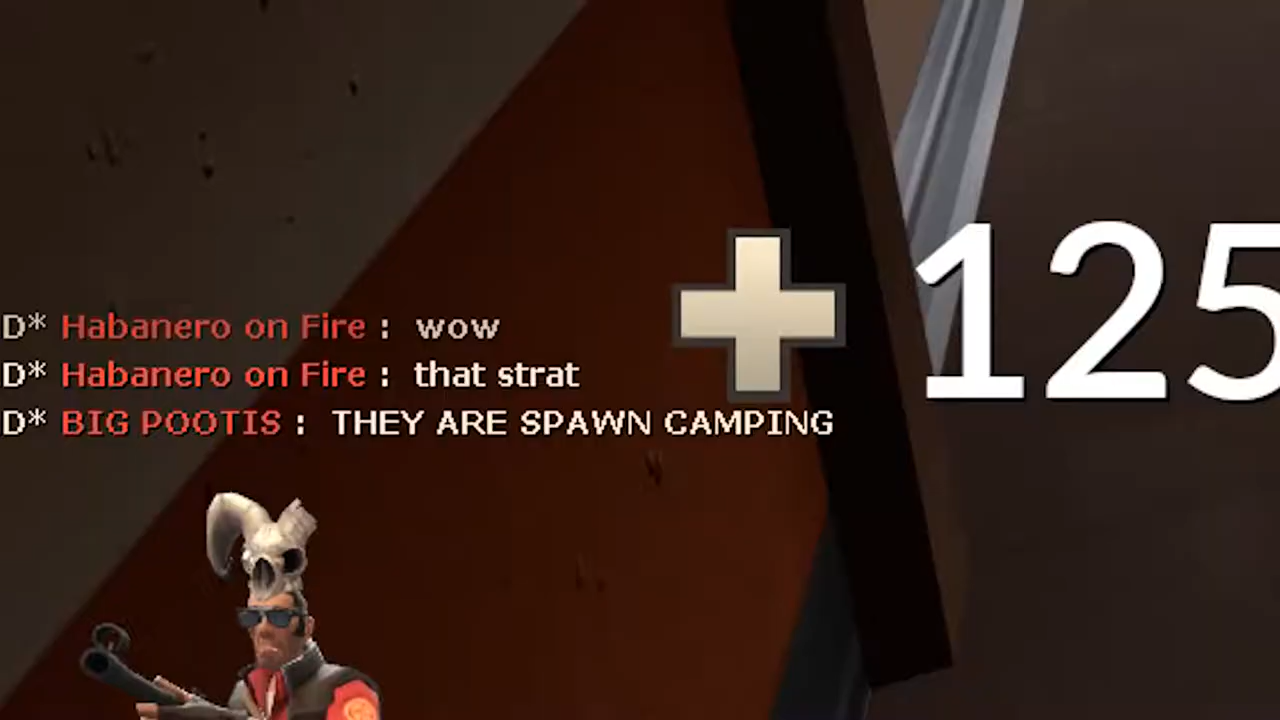 D* Habanero on Fire :  wow
D* Habanero on Fire :  that strat
D* BIG POOTIS :  THEY ARE SPAWN CAMPING
125